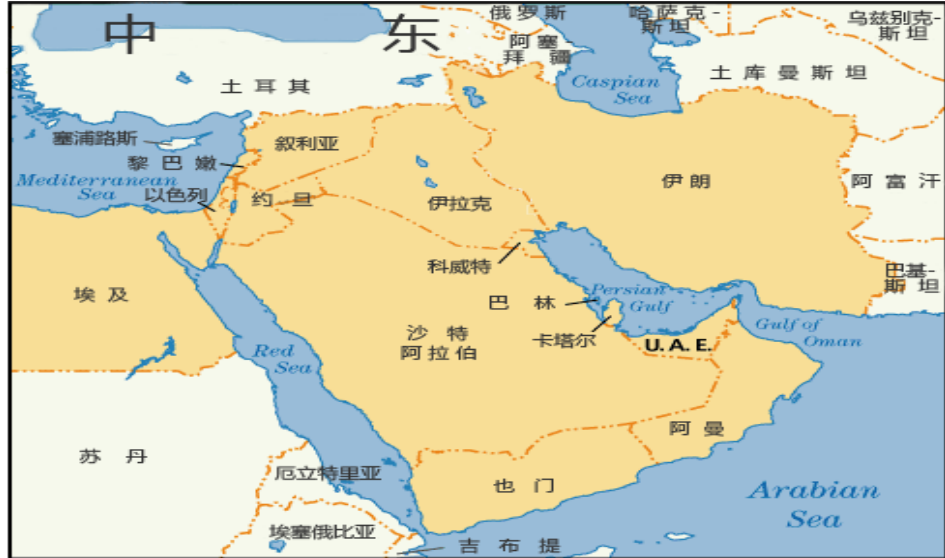 中 东
俄罗斯
哈萨克-
斯坦
乌兹别克-
斯坦
阿塞-
拜 疆
土耳其
Caspian
Sea
土库曼斯坦
塞浦路斯
叙利亚
黎巴嫩
Mediterranean
Sea
以色列
约旦
伊拉克
伊朗
阿富汗
科威特
巴基-
斯坦
埃及
巴林
Persian
Gulf
卡塔尔
沙特
阿拉伯
U.A.E.
Gulf of
Oman
Red
Sea
阿曼
苏丹
厄立特里亚
也门
Arabian
Sea
埃塞俄比亚
吉布提